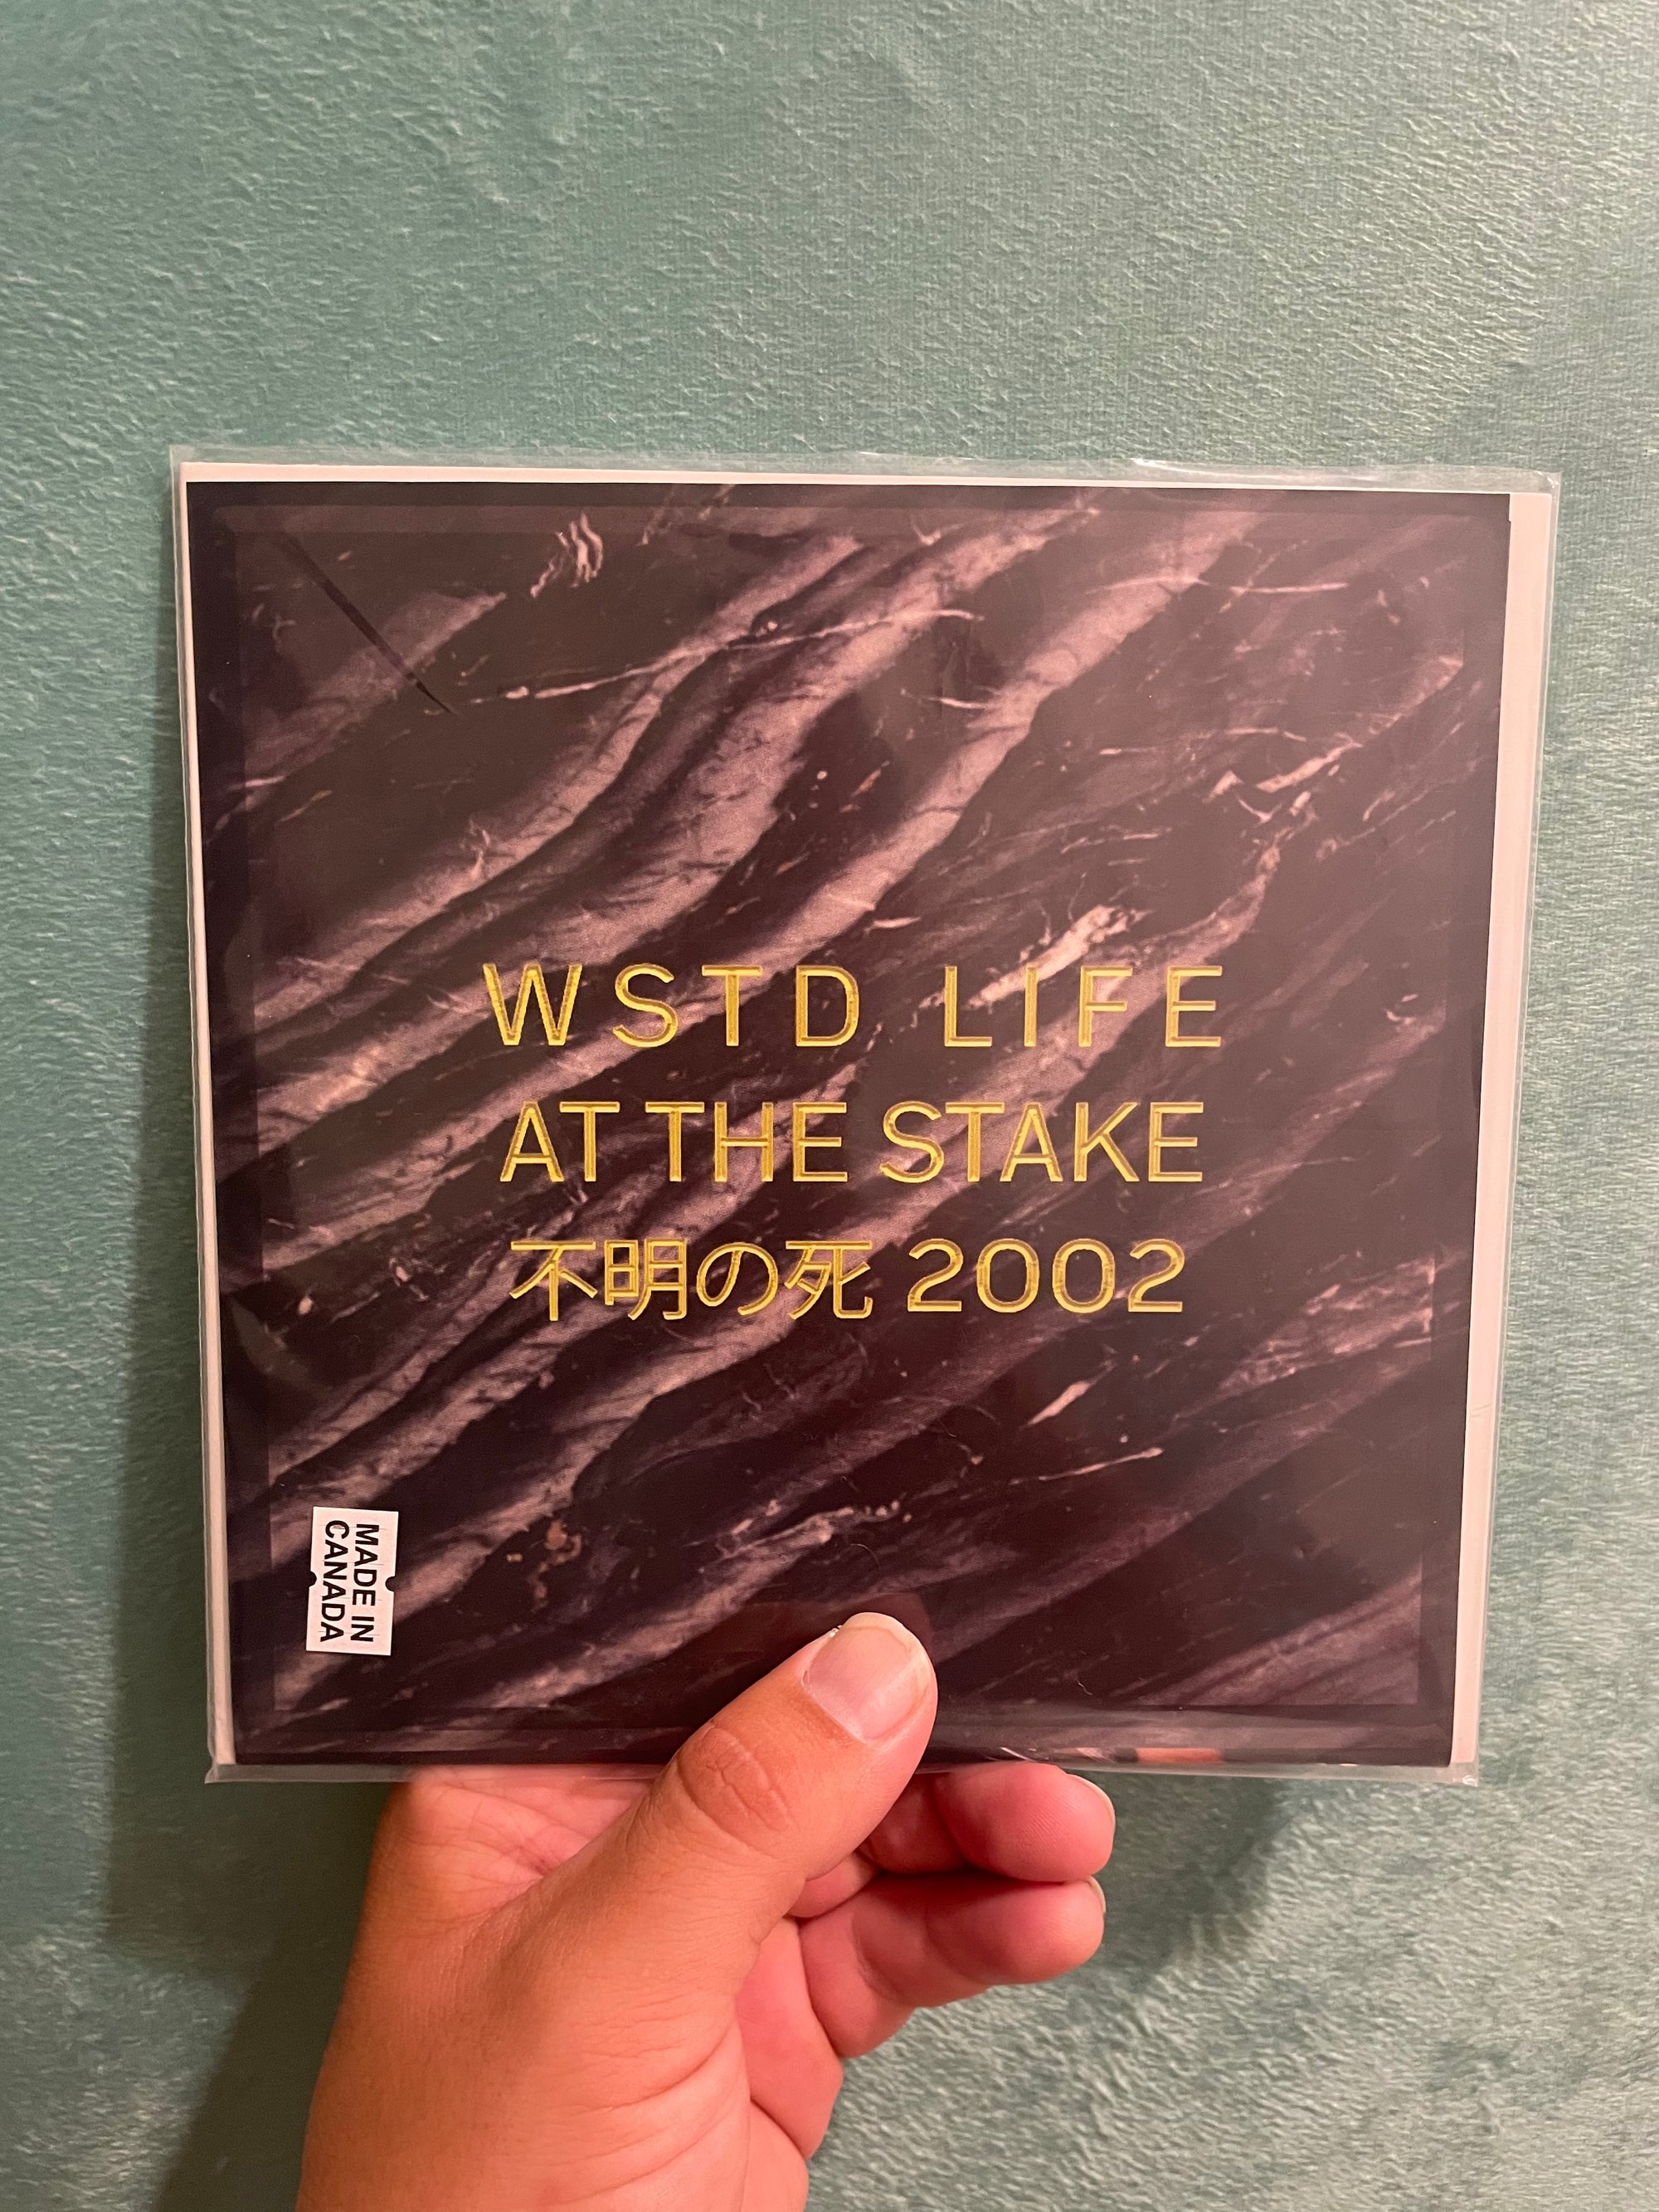 WSTD LIFE
AT THE STAKE
不明の死 2002
MADE IN
CANADA